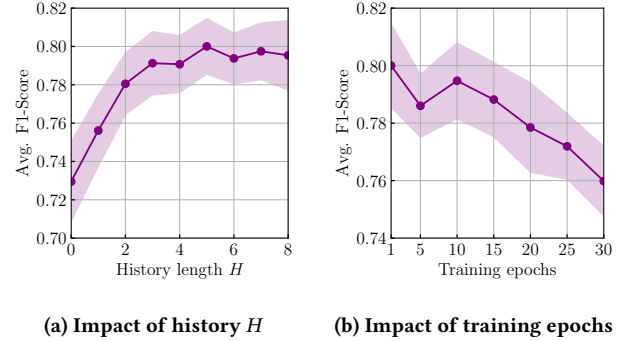 0.82
0.80
0.78
0.76
0.74
0.72
0.70
Avg. F1-Score
0 2 4 6 8
History length H
(a) Impact of history H
0.82
0.80
0.78
0.76
0.74
Avg. F1-Score
1 5 10 15 20 25 30
Training epochs
(b) Impact of training epochs